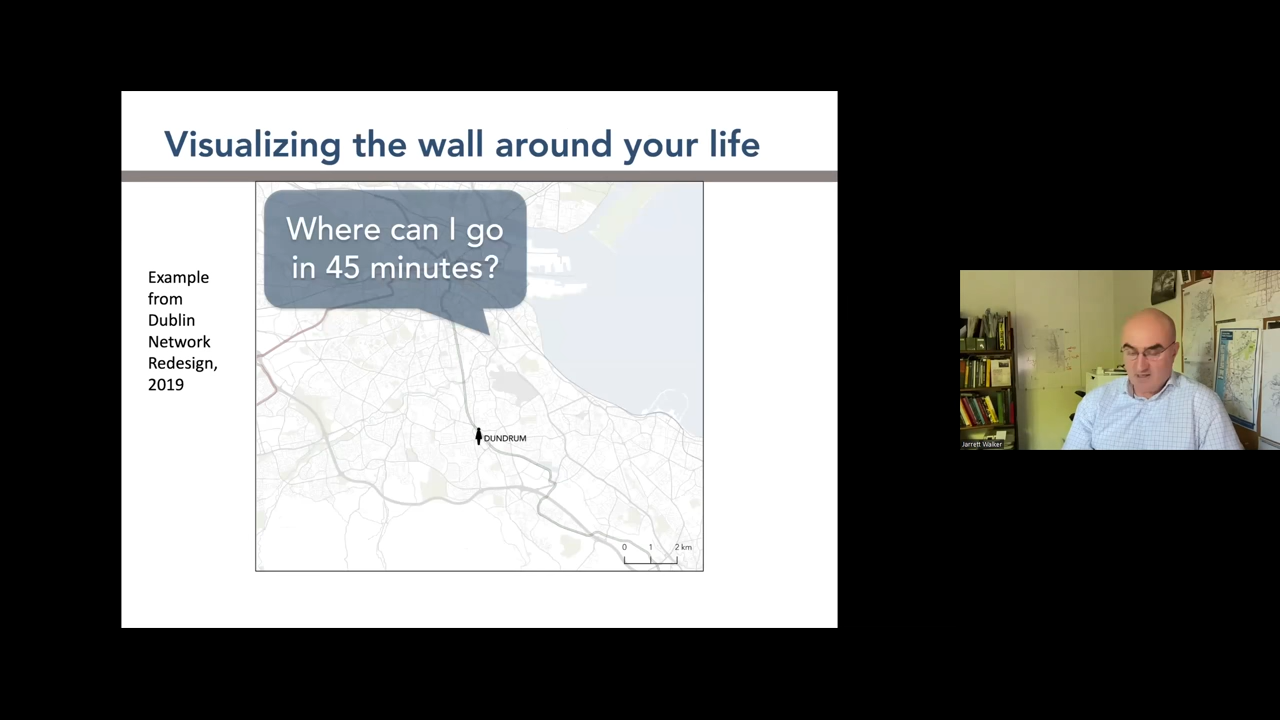 Visualizing the wall around your life
Where can I go
in 45 minutes?
Example
from
Dublin
Network
Redesign,
2019
DUNDRUM
0 1 2 km
Jarrett Walker